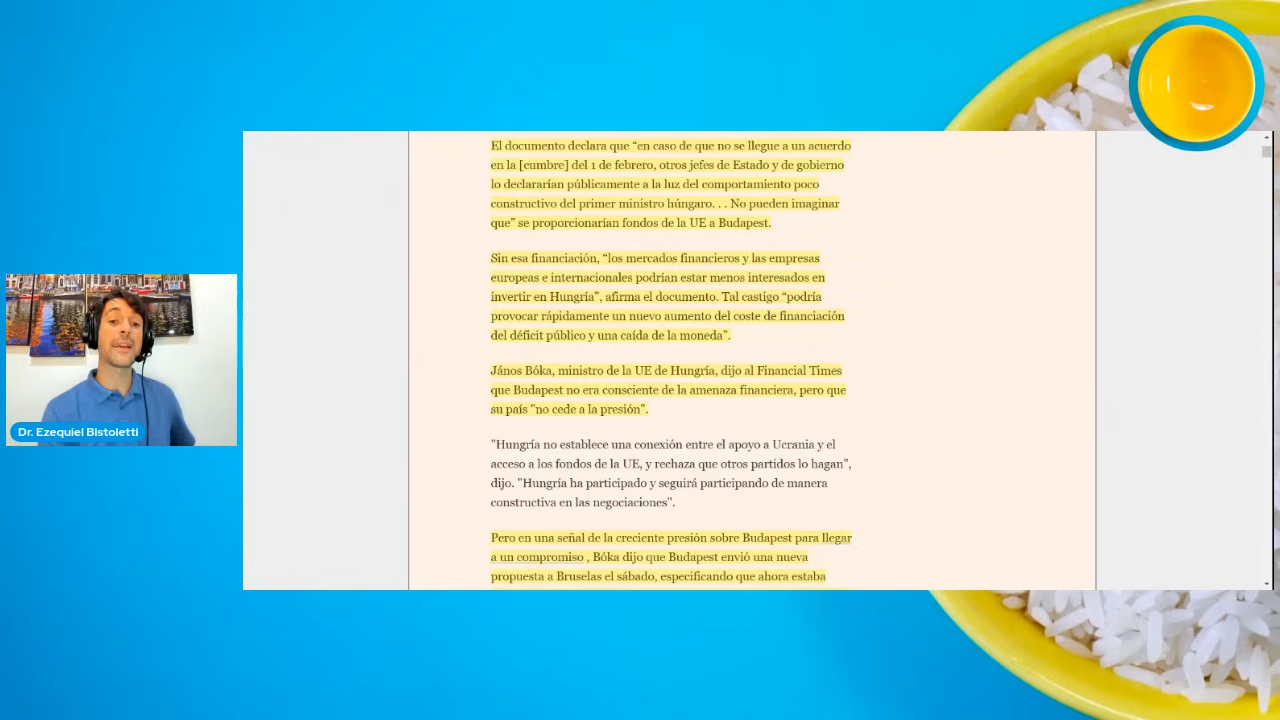 El documento declara que “en caso de que no se llegue a un acuerdo
en la [cumbre] del 1 de febrero, otros jefes de Estado y de gobierno
lo declararían públicamente a la luz del comportamiento poco
constructivo del primer ministro húngaro. . . No pueden imaginar
que” se proporcionarían fondos de la UE a Budapest.
Sin esa financiación, “los mercados financieros y las empresas
europeas e internacionales podrían estar menos interesados en
invertir en Hungría”, afirma el documento. Tal castigo “podría
provocar rápidamente un nuevo aumento del coste de financiación
del déficit público y una caída de la moneda”.
János Bóka, ministro de la UE de Hungría, dijo al Financial Times
que Budapest no era consciente de la amenaza financiera, pero que
su país "no cede a la presión".
"Hungría no establece una conexión entre el apoyo a Ucrania y el
acceso a los fondos de la UE, y rechaza que otros partidos lo hagan",
dijo. "Hungría ha participado y seguirá participando de manera
constructiva en las negociaciones".
Pero en una señal de la creciente presión sobre Budapest para llegar
a un compromiso , Bóka dijo que Budapest envió una nueva
propuesta a Bruselas el sábado, especificando que ahora estaba
Dr. Ezequiel Bistoletti